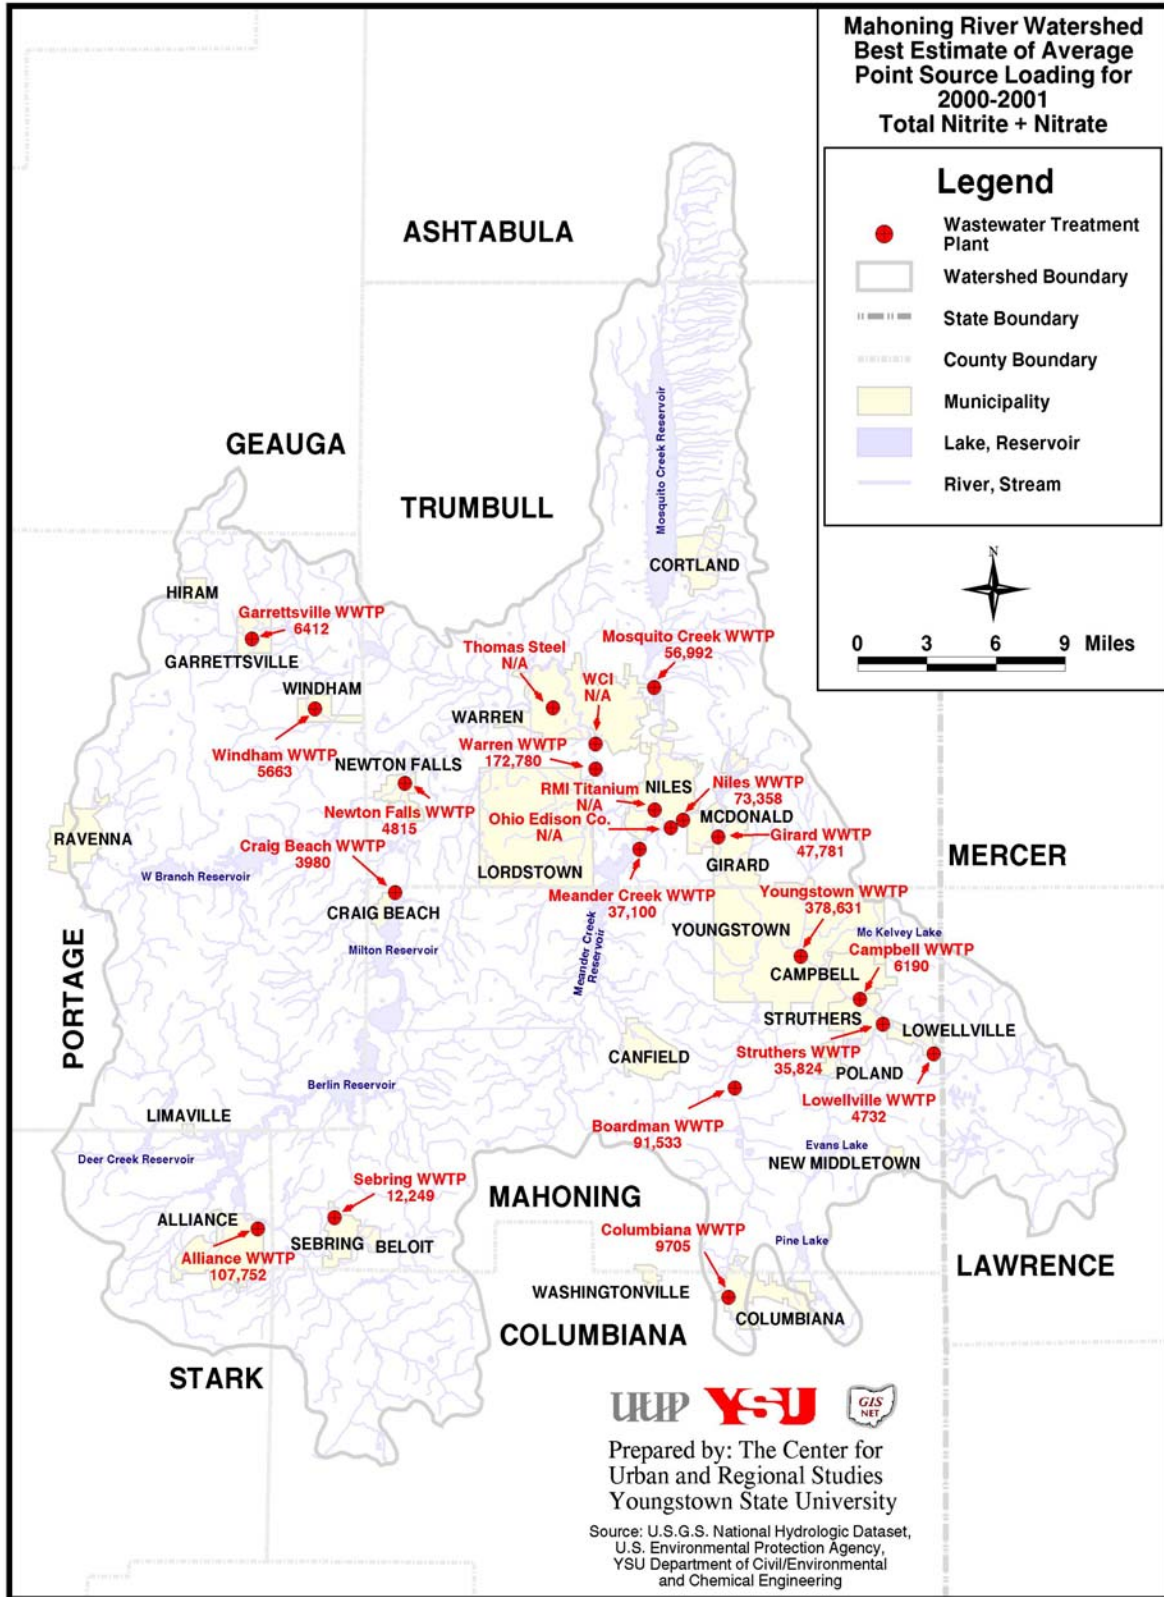 Mahoning River Watershed
Best Estimate of Average
Point Source Loading for
2000-2001
Total Nitrite + Nitrate
Legend
Wastewater Treatment
Plant
Watershed Boundary
State Boundary
County Boundary
Municipality
Lake, Reservoir
River, Stream
N
0 3 6 9 Miles
ASHTABULA
GEAUGA
TRUMBULL
Mosquito Creek Reservoir
CORTLAND
HIRAM
Garrettsville WWTP
6412
GARRETTSVILLE
WINDHAM
Windham WWTP
5663
Thomas Steel
N/A
Mosquito Creek WWTP
56,992
WCI
N/A
WARREN
Warren WWTP
172,780
NEWTON FALLS
Newton Falls WWTP
4815
RMI Titanium
N/A
NILES
Niles WWTP
73,358
Ohio Edison Co.
N/A
MCDONALD
Girard WWTP
47,781
GIRARD
RAVENNA
Craig Beach WWTP
3980
W Branch Reservoir
LORDSTOWN
MERCER
CRAIG BEACH
Meander Creek WWTP
37,100
Youngstown WWTP
378,631
Milton Reservoir
Meander Creek
Reservoir
YOUNGSTOWN
Mc Kelvey Lake
Campbell WWTP
6190
CAMPBELL
PORTAGE
STRUTHERS
LOWELLVILLE
CANFIELD
Struthers WWTP
35,824
POLAND
Lowellville WWTP
4732
Berlin Reservoir
LIMAVILLE
Boardman WWTP
91,533
Deer Creek Reservoir
Evans Lake
NEW MIDDLETOWN
Sebring WWTP
12,249
MAHONING
ALLIANCE
SEBRING
BELOIT
Alliance WWTP
107,752
Columbiana WWTP
9705
Pine Lake
LAWRENCE
WASHINGTONVILLE
COLUMBIANA
COLUMBIANA
STARK
UUP YSU GIS
NET
Prepared by: The Center for
Urban and Regional Studies
Youngstown State University
Source: U.S.G.S. National Hydrologic Dataset,
U.S. Environmental Protection Agency,
YSU Department of Civil/Environmental
and Chemical Engineering